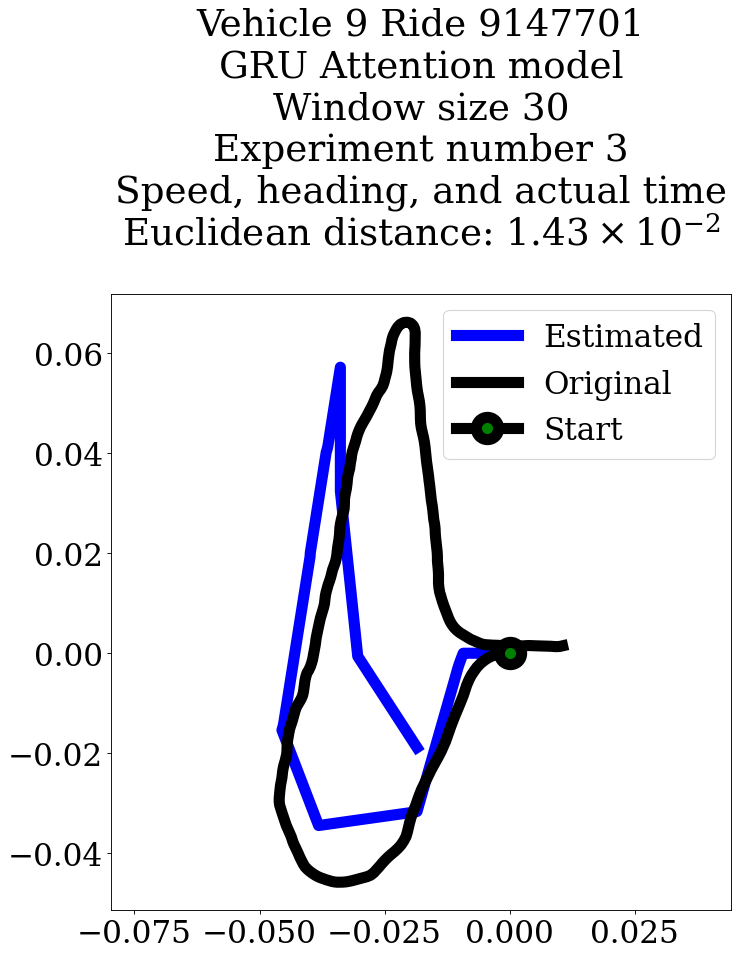 Vehicle 9 Ride 9147701
GRU Attention model
Window size 30
Experiment number 3
Speed, heading, and actual time
Euclidean distance: 1.43 × 10⁻²
Estimated
Original
Start
0.06
0.04
0.02
0.00
−0.02
−0.04
−0.075 −0.050 −0.025 0.000 0.025